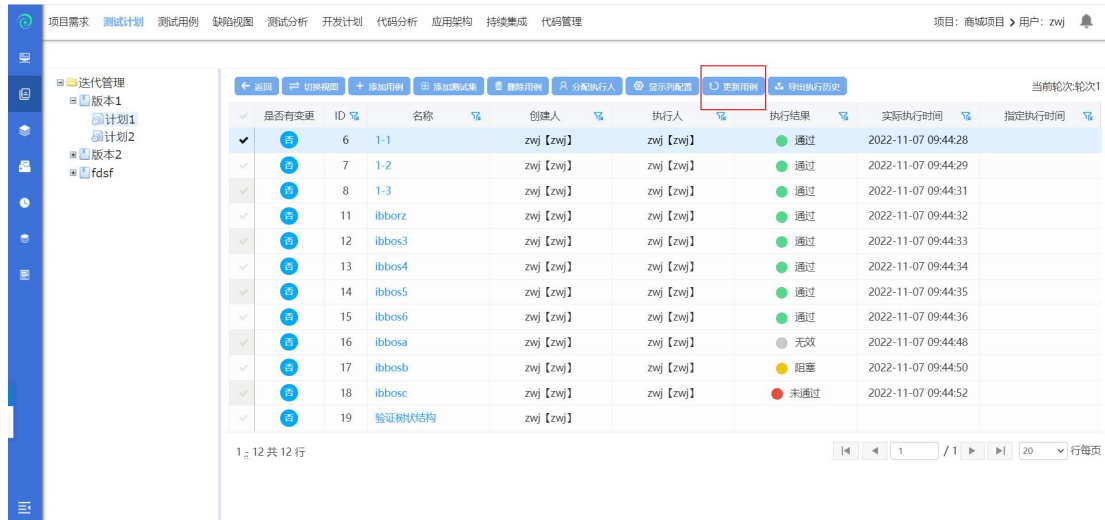 项目需求 测试计划 测试用例 缺陷视图 测试分析 开发计划 代码分析 应用架构 持续集成 代码管理 项目：商城项目 用户：zwj
迭代管理
版本1
计划1
计划2
版本2
fdsf
返回 切换视图 添加用例 添加测试集 删除用例 分配执行人 显示列配置 更新用例 导出执行历史 当前轮次:轮次1
是否有变更 ID 名称 创建人 执行人 执行结果 实际执行时间 指定执行时间
否 6 1-1 zwj【zwj】 zwj【zwj】 通过 2022-11-07 09:44:28
否 7 1-2 zwj【zwj】 zwj【zwj】 通过 2022-11-07 09:44:29
否 8 1-3 zwj【zwj】 zwj【zwj】 通过 2022-11-07 09:44:31
否 11 ibborz zwj【zwj】 zwj【zwj】 通过 2022-11-07 09:44:32
否 12 ibbos3 zwj【zwj】 zwj【zwj】 通过 2022-11-07 09:44:33
否 13 ibbos4 zwj【zwj】 zwj【zwj】 通过 2022-11-07 09:44:34
否 14 ibbos5 zwj【zwj】 zwj【zwj】 通过 2022-11-07 09:44:35
否 15 ibbos6 zwj【zwj】 zwj【zwj】 通过 2022-11-07 09:44:36
否 16 ibbosa zwj【zwj】 zwj【zwj】 无效 2022-11-07 09:44:48
否 17 ibbosb zwj【zwj】 zwj【zwj】 阻塞 2022-11-07 09:44:50
否 18 ibbosc zwj【zwj】 zwj【zwj】 未通过 2022-11-07 09:44:52
否 19 验证树状结构 zwj【zwj】
1 - 12 共 12 行 1 / 1 20 行每页